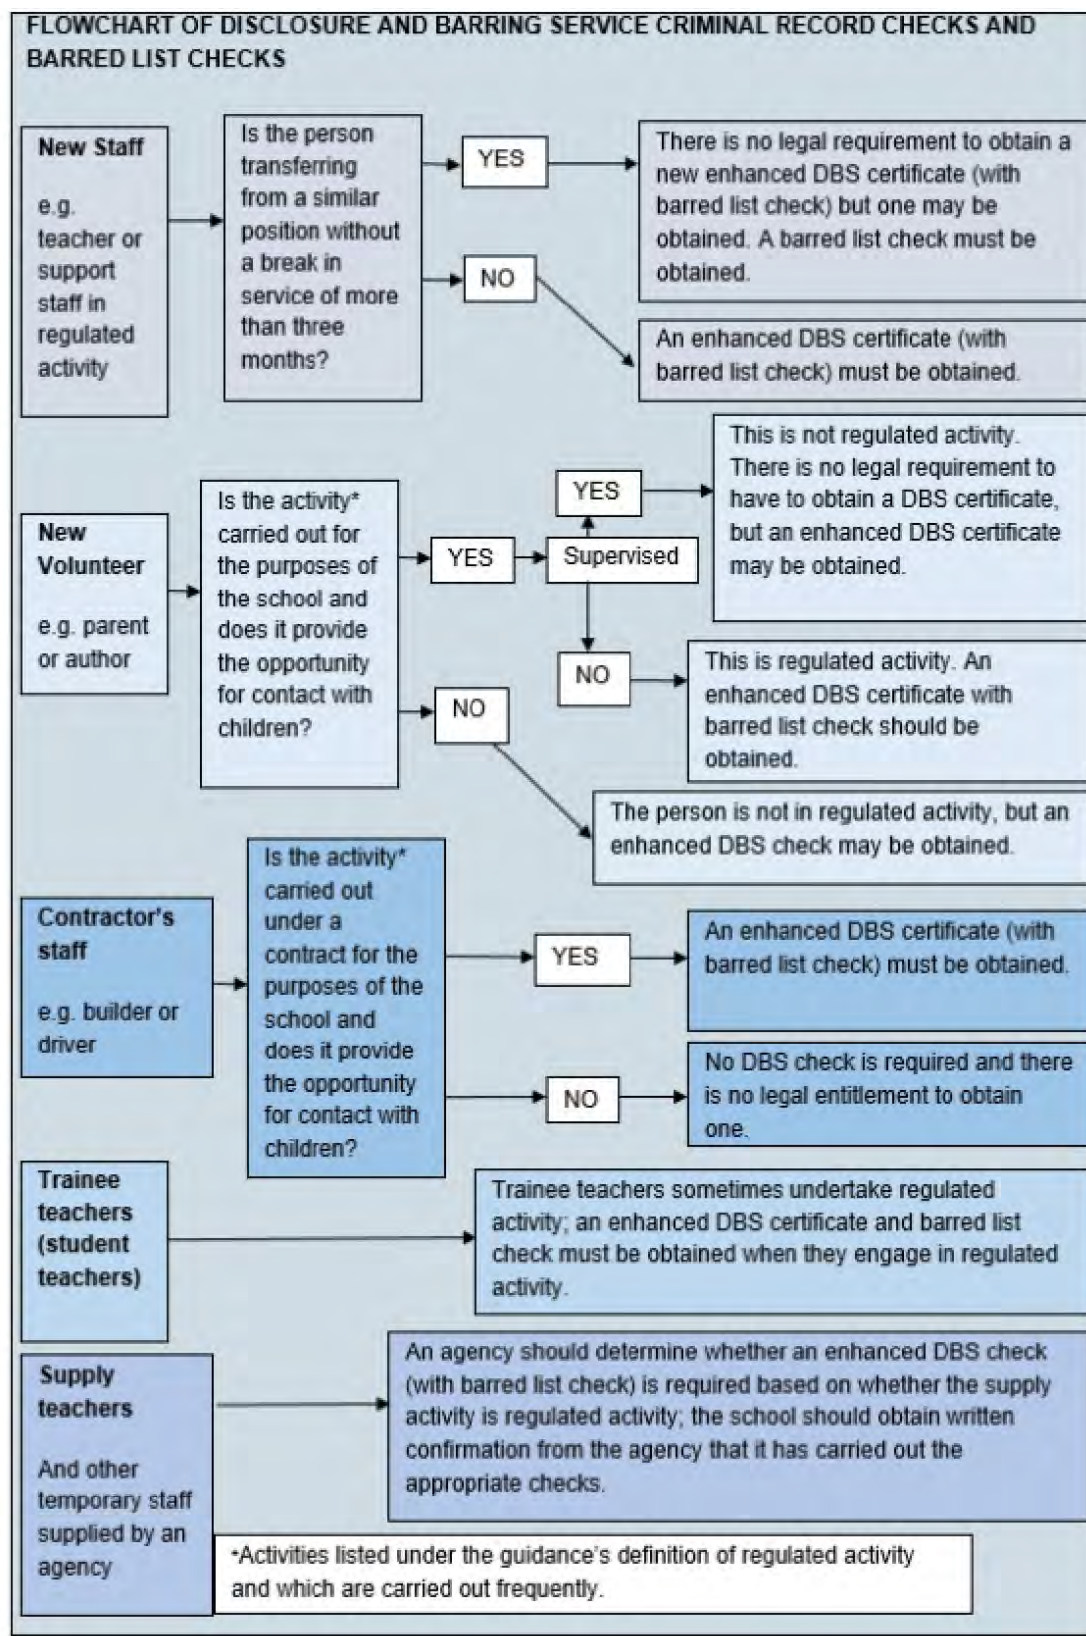 FLOWCHART OF DISCLOSURE AND BARRING SERVICE CRIMINAL RECORD CHECKS AND
BARRED LIST CHECKS
New Staff
e.g.
teacher or
support
staff in
regulated
activity
Is the person
transferring
from a similar
position without
a break in
service of more
than three
months?
YES
There is no legal requirement to obtain a
new enhanced DBS certificate (with
barred list check) but one may be
obtained. A barred list check must be
obtained.
NO
An enhanced DBS certificate (with
barred list check) must be obtained.
New
Volunteer
e.g. parent
or author
Is the activity*
carried out for
the purposes of
the school and
does it provide
the opportunity
for contact with
children?
YES
Supervised
YES
This is not regulated activity.
There is no legal requirement to
have to obtain a DBS certificate,
but an enhanced DBS certificate
may be obtained.
NO
This is regulated activity. An
enhanced DBS certificate with
barred list check should be
obtained.
NO
The person is not in regulated activity, but an
enhanced DBS check may be obtained.
Contractor's
staff
e.g. builder or
driver
Is the activity*
carried out
under a
contract for the
purposes of the
school and
does it provide
the opportunity
for contact with
children?
YES
An enhanced DBS certificate (with
barred list check) must be obtained.
NO
No DBS check is required and there
is no legal entitlement to obtain
one.
Trainee
teachers
(student
teachers)
Trainee teachers sometimes undertake regulated
activity; an enhanced DBS certificate and barred list
check must be obtained when they engage in regulated
activity.
Supply
teachers
And other
temporary staff
supplied by an
agency
An agency should determine whether an enhanced DBS check
(with barred list check) is required based on whether the supply
activity is regulated activity; the school should obtain written
confirmation from the agency that it has carried out the
appropriate checks.
*Activities listed under the guidance's definition of regulated activity
and which are carried out frequently.